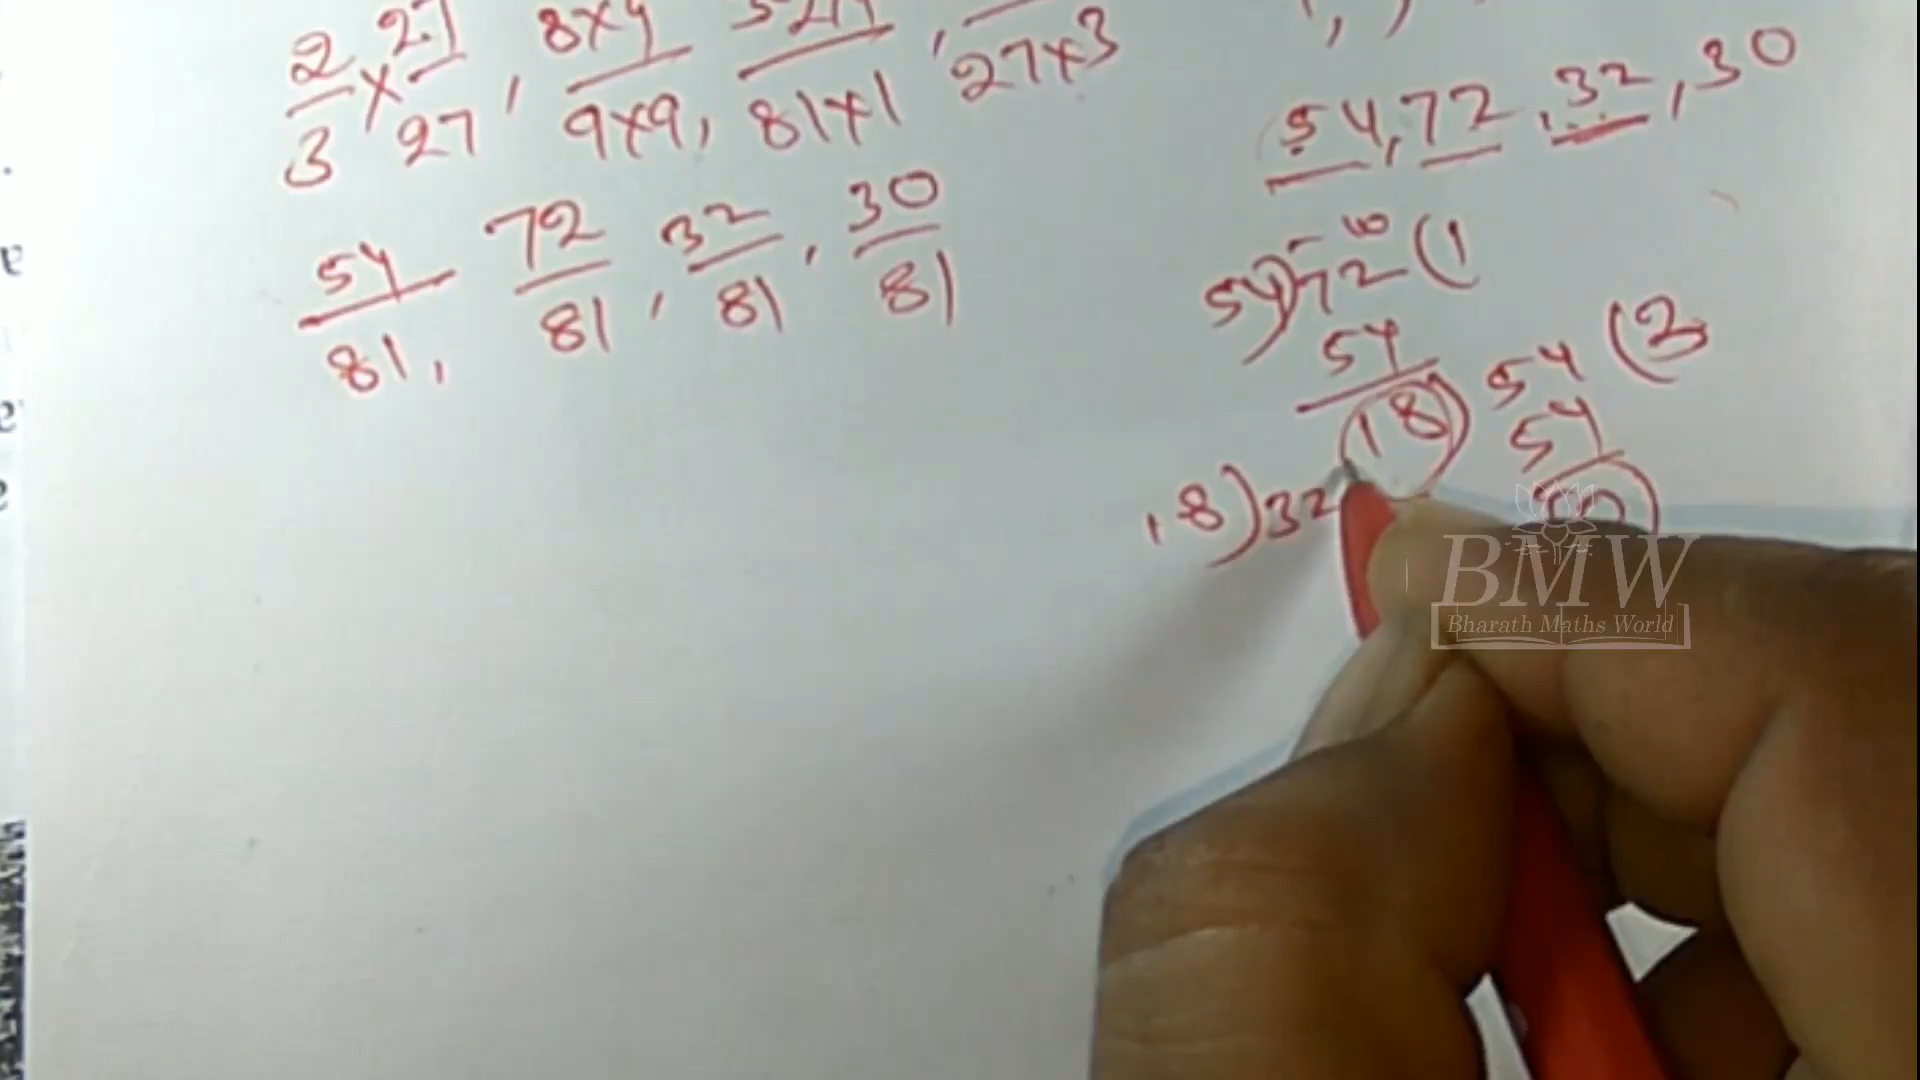 2/3 × 27/27, 8×9/9×9, 32×1/81×1, 27×3
54/81, 72/81, 32/81, 30/81
54, 72, 32, 30
54) 72 (1
54
18) 54 (3
54
18) 32
BMW
Bharath Maths World